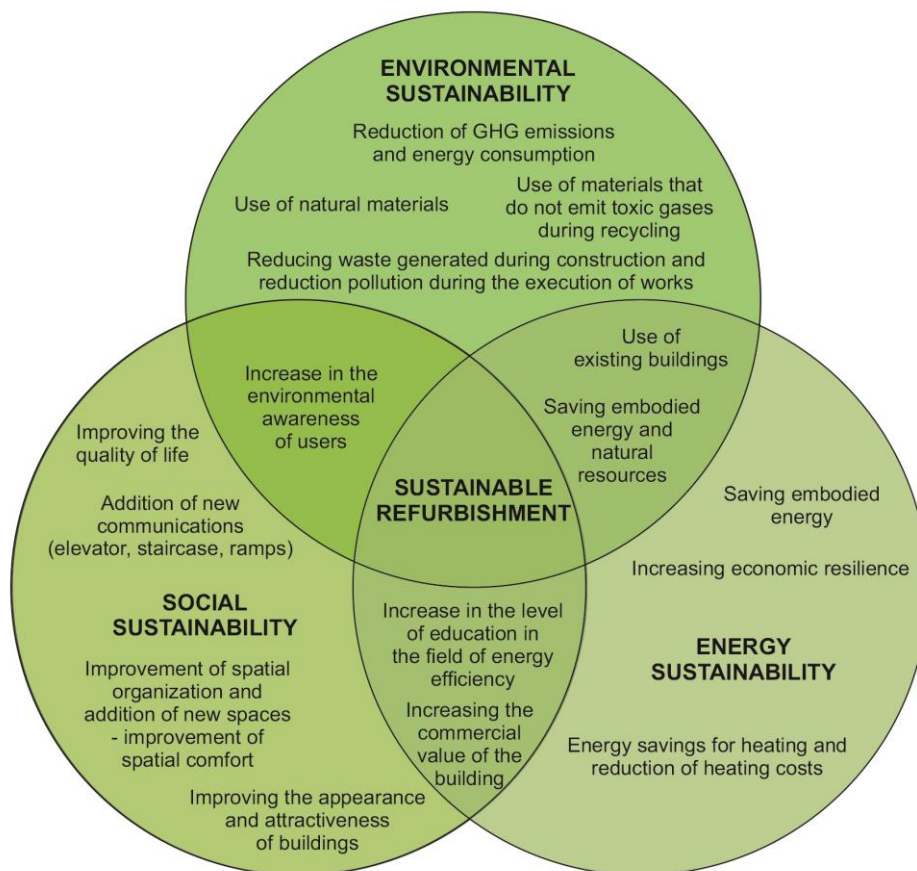 ENVIRONMENTAL
SUSTAINABILITY
Reduction of GHG emissions
and energy consumption
Use of natural materials
Use of materials that
do not emit toxic gases
during recycling
Reducing waste generated during construction and
reduction pollution during the execution of works
Increase in the
environmental
awareness
of users
Use of
existing buildings
Saving embodied
energy and
natural
resources
Improving the
quality of life
Addition of new
communications
(elevator, staircase, ramps)
SUSTAINABLE
REFURBISHMENT
Saving embodied
energy
Increasing economic resilience
SOCIAL
SUSTAINABILITY
Improvement of spatial
organization and
addition of new spaces
- improvement of
spatial comfort
Improving the appearance
and attractiveness
of buildings
Increase in the level
of education in
the field of energy
efficiency
Increasing the
commercial
value of the
building
ENERGY
SUSTAINABILITY
Energy savings for heating and
reduction of heating costs